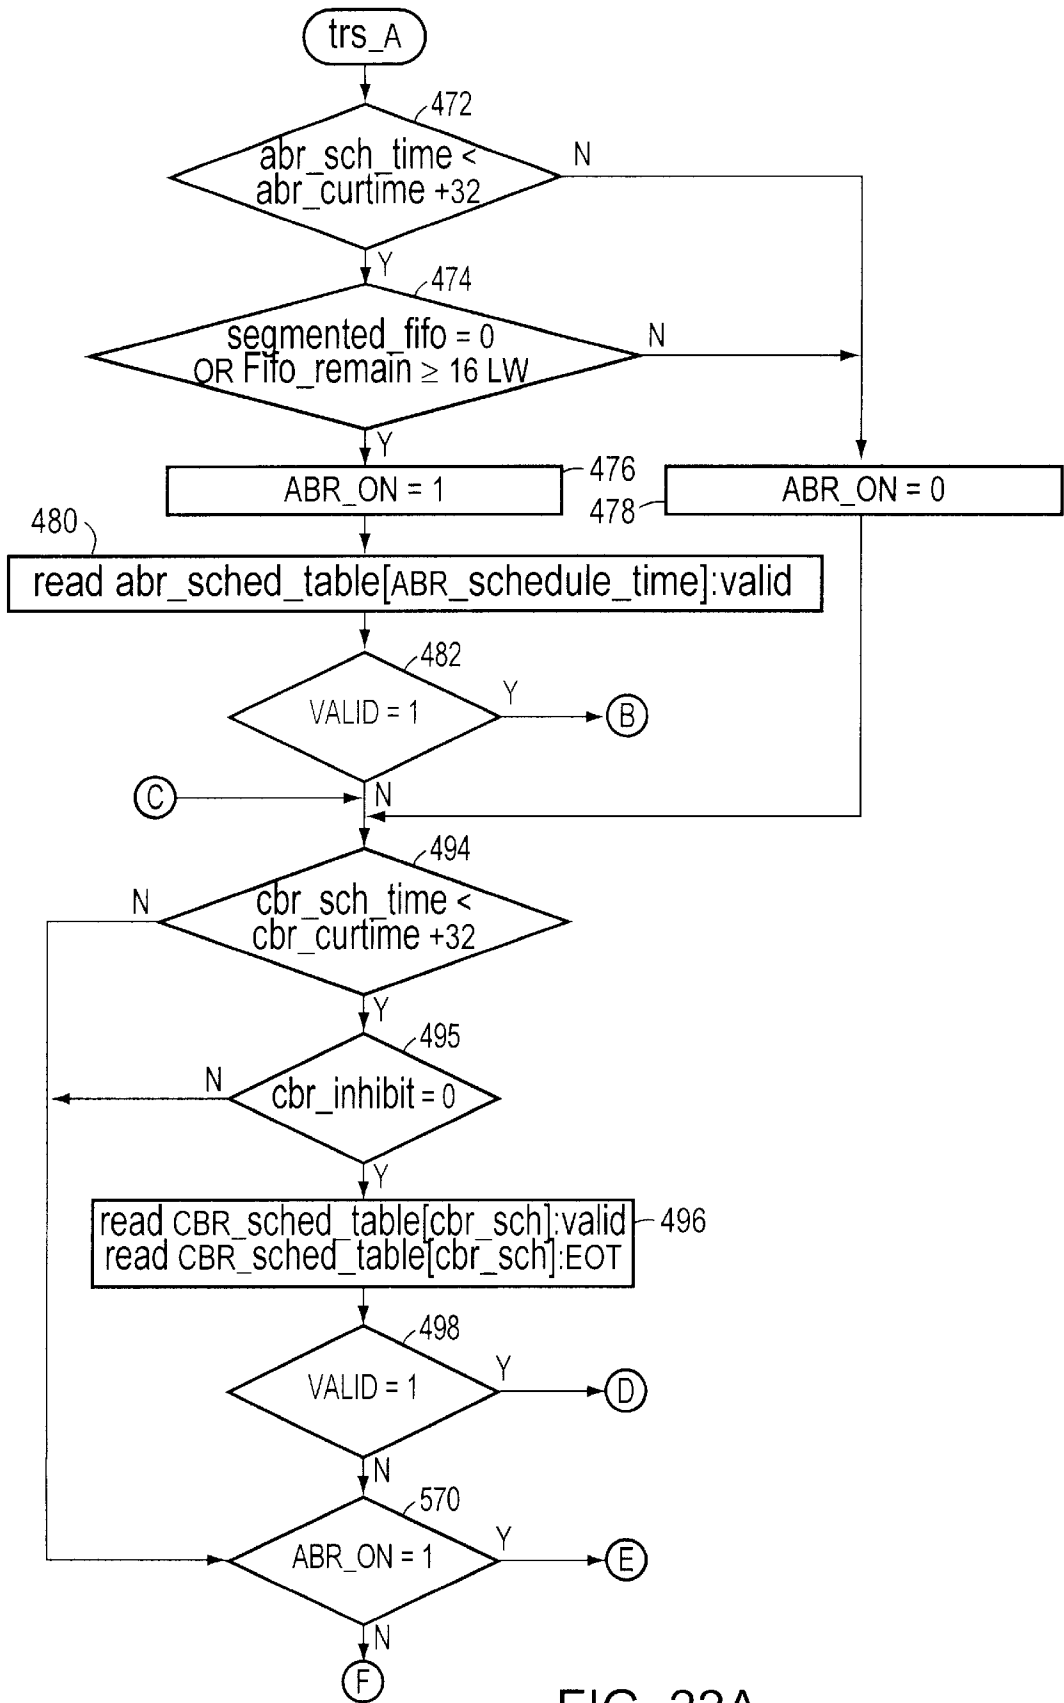 trs_A
472
abr_sch_time <
abr_curtime +32
N
Y
474
segmented_fifo = 0
OR Fifo_remain ≥ 16 LW
N
Y
ABR_ON = 1
476
478
ABR_ON = 0
480
read abr_sched_table[ABR_schedule_time]:valid
482
VALID = 1
Y
B
C
N
494
cbr_sch_time <
cbr_curtime +32
N
Y
495
cbr_inhibit = 0
N
Y
read CBR_sched_table[cbr_sch]:valid
read CBR_sched_table[cbr_sch]:EOT
496
498
VALID = 1
Y
D
N
570
ABR_ON = 1
Y
E
N
F